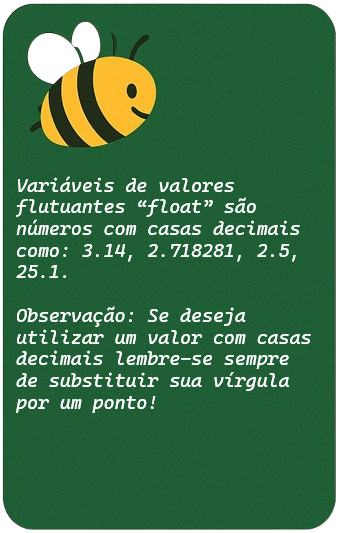 Variáveis de valores
flutuantes “float” são
números com casas decimais
como: 3.14, 2.718281, 2.5,
25.1.
Observação: Se deseja
utilizar um valor com casas
decimais lembre-se sempre
de substituir sua vírgula
por um ponto!